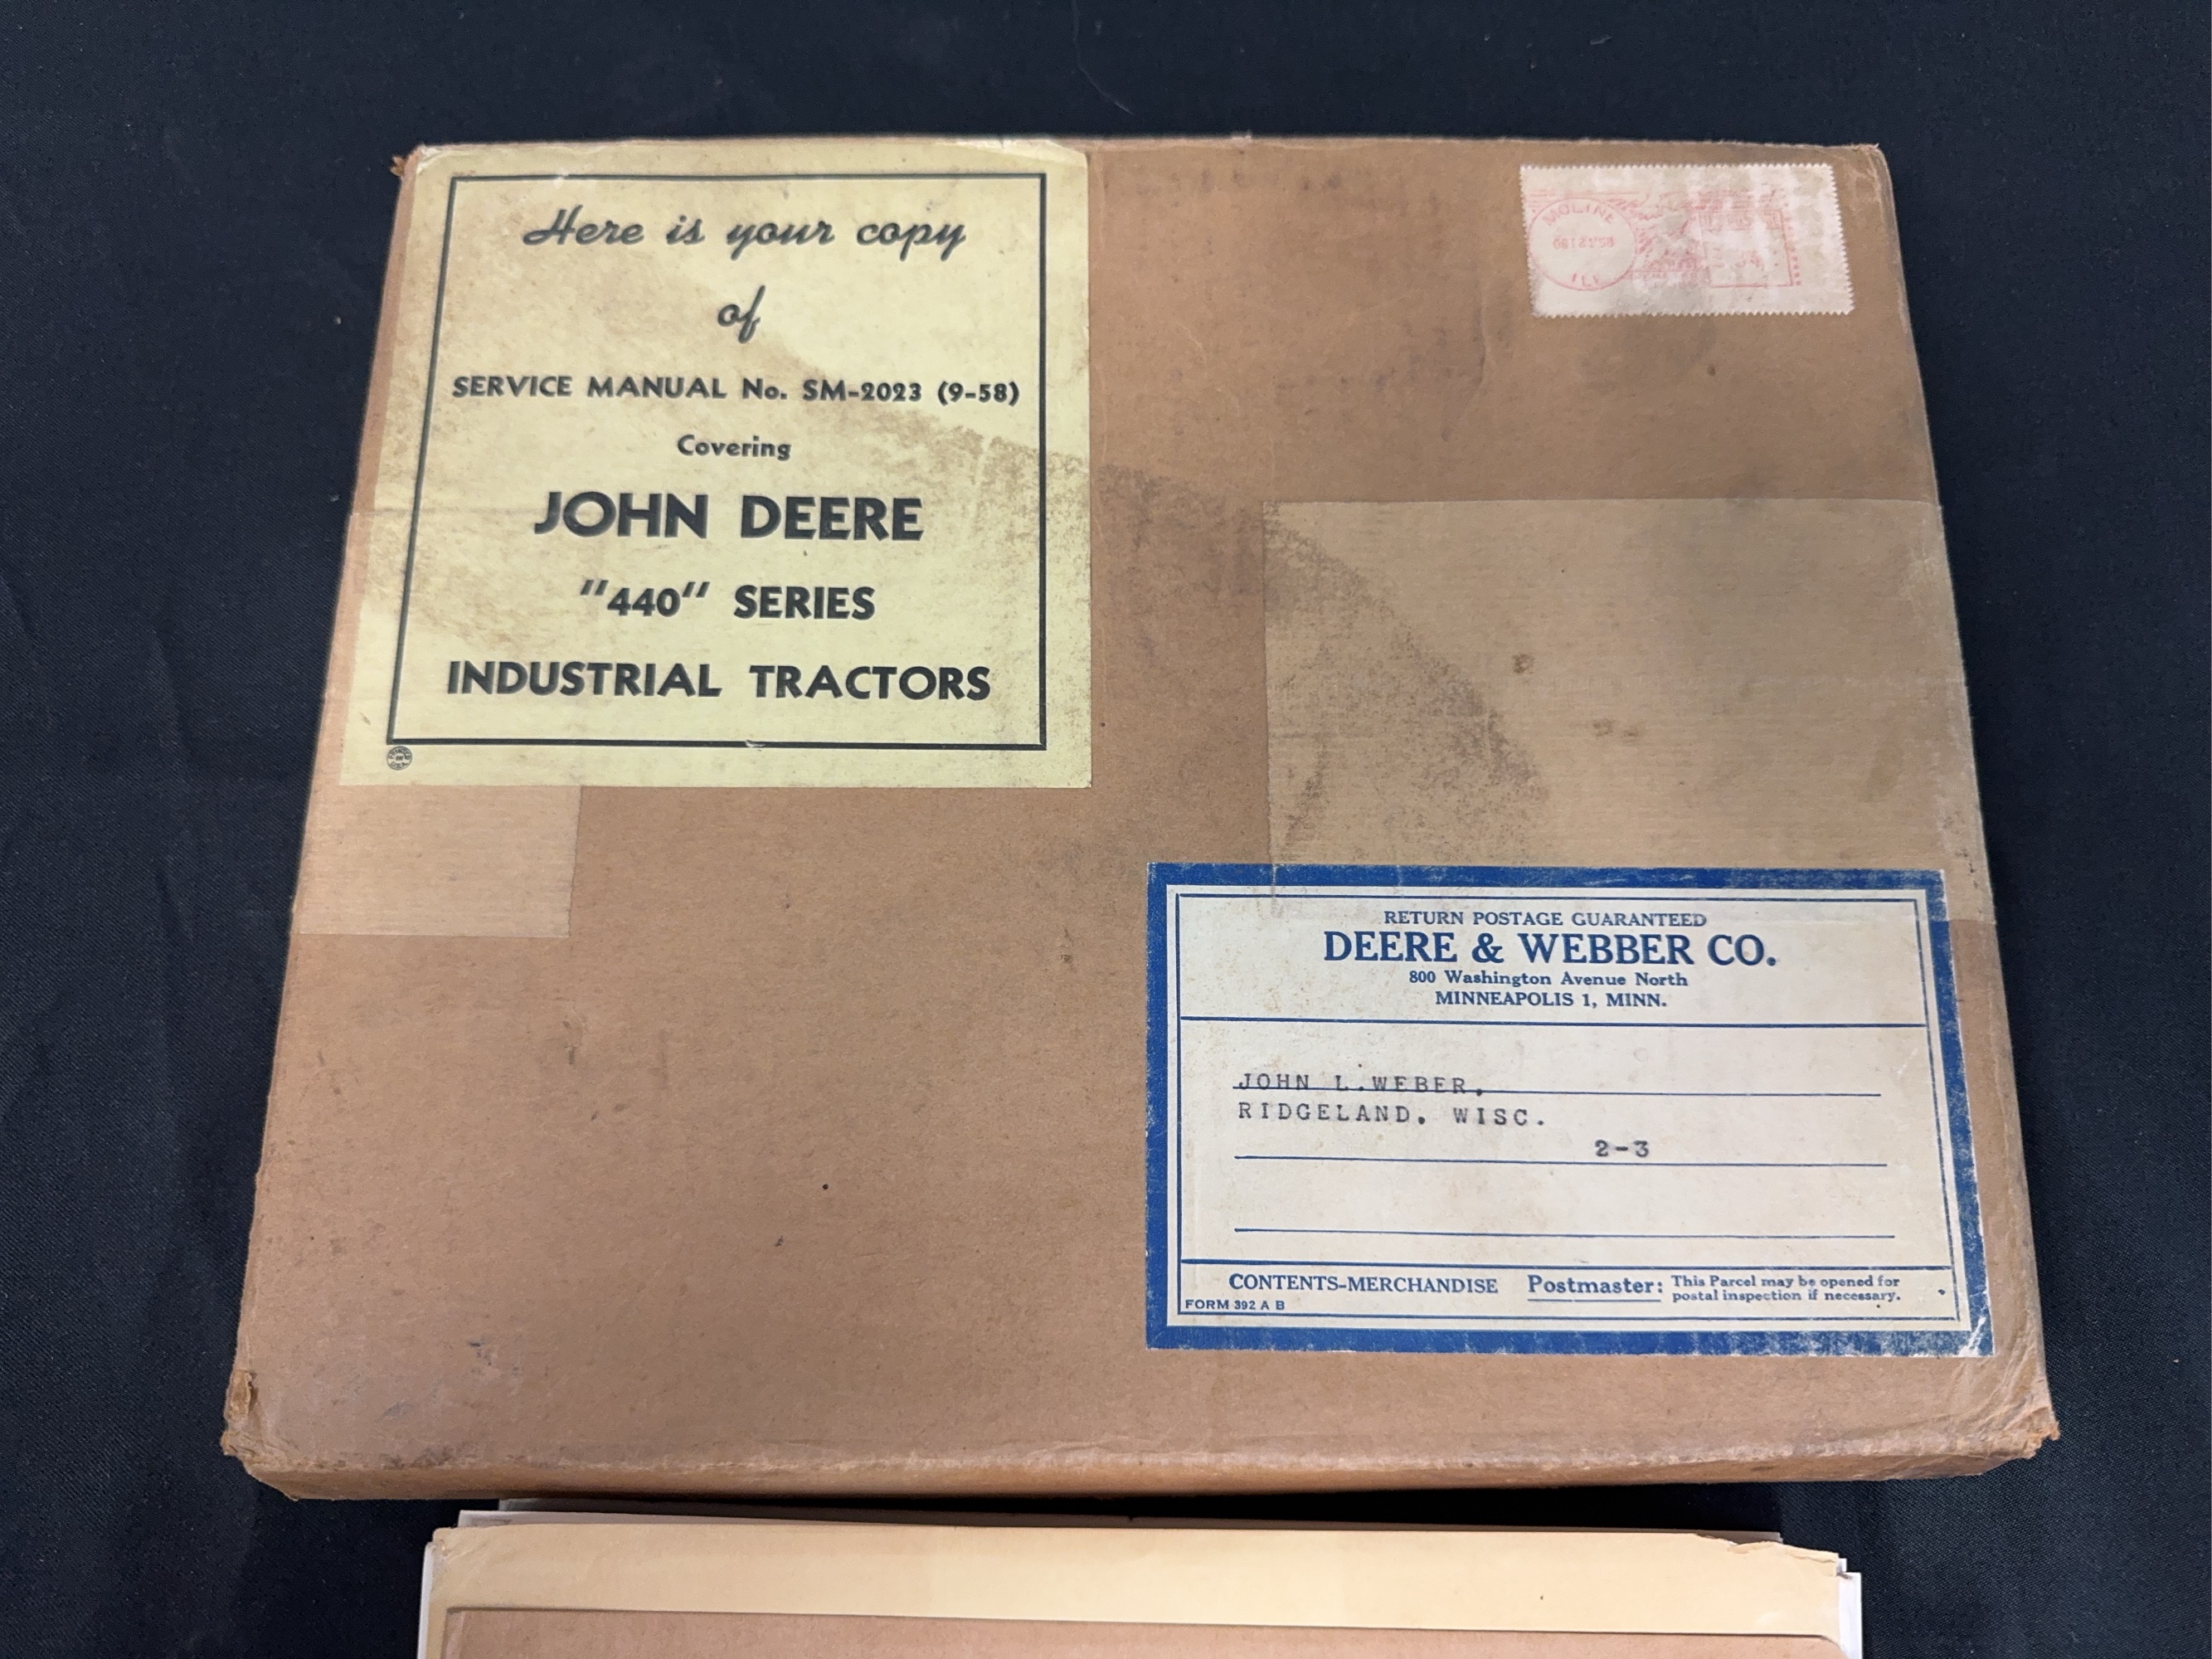 Here is your copy
of
SERVICE MANUAL No. SM-2023 (9-58)
Covering
JOHN DEERE
"440" SERIES
INDUSTRIAL TRACTORS
MOLINE
ILL
RETURN POSTAGE GUARANTEED
DEERE & WEBBER CO.
800 Washington Avenue North
MINNEAPOLIS 1, MINN.
JOHN L.WEBER,
RIDGELAND, WISC.
2-3
CONTENTS-MERCHANDISE Postmaster: This Parcel may be opened for
postal inspection if necessary.
FORM 392 A B